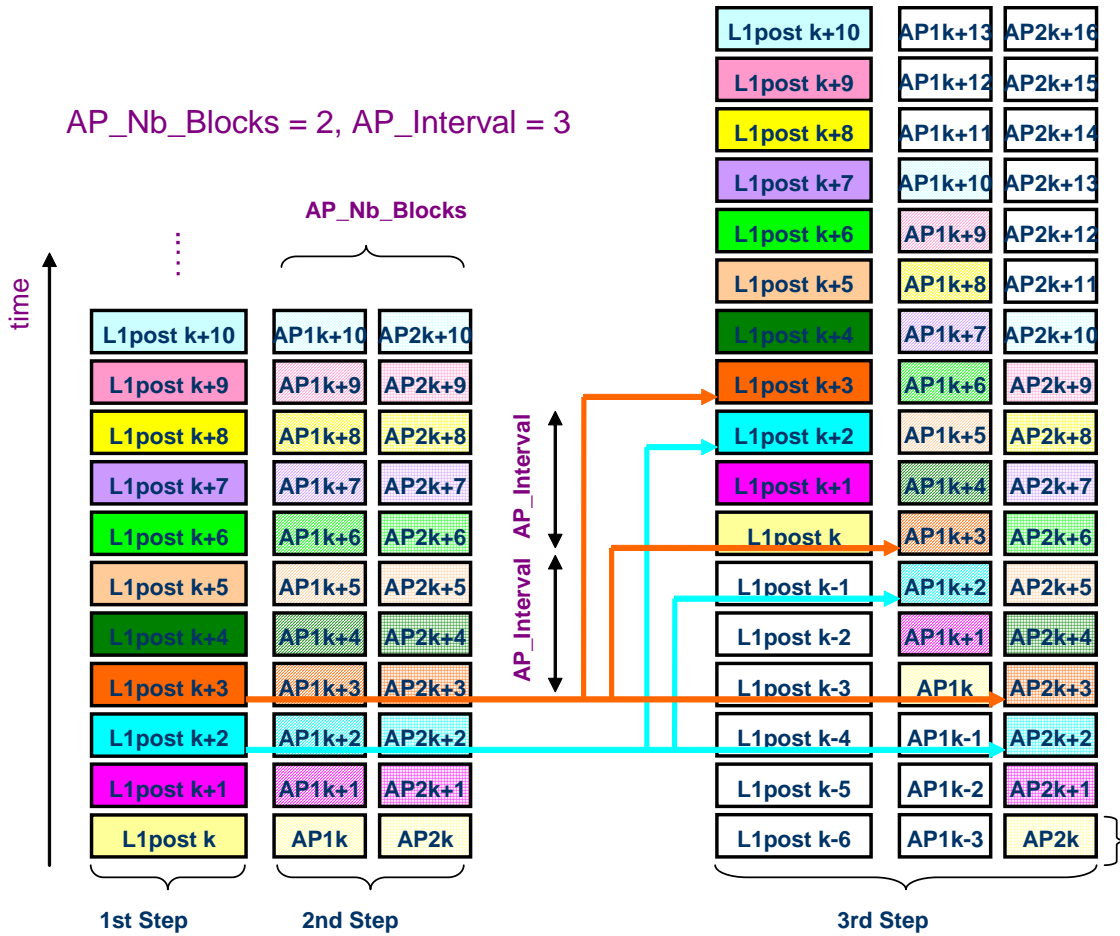 AP_Nb_Blocks = 2, AP_Interval = 3
AP_Nb_Blocks
time
L1post k+10 AP1k+10 AP2k+10
L1post k+9 AP1k+9 AP2k+9
L1post k+8 AP1k+8 AP2k+8
L1post k+7 AP1k+7 AP2k+7
L1post k+6 AP1k+6 AP2k+6
L1post k+5 AP1k+5 AP2k+5
L1post k+4 AP1k+4 AP2k+4
L1post k+3 AP1k+3 AP2k+3
L1post k+2 AP1k+2 AP2k+2
L1post k+1 AP1k+1 AP2k+1
L1post k AP1k AP2k
1st Step
2nd Step
AP_Interval
AP_Interval
L1post k+10 AP1k+13 AP2k+16
L1post k+9 AP1k+12 AP2k+15
L1post k+8 AP1k+11 AP2k+14
L1post k+7 AP1k+10 AP2k+13
L1post k+6 AP1k+9 AP2k+12
L1post k+5 AP1k+8 AP2k+11
L1post k+4 AP1k+7 AP2k+10
L1post k+3 AP1k+6 AP2k+9
L1post k+2 AP1k+5 AP2k+8
L1post k+1 AP1k+4 AP2k+7
L1post k AP1k+3 AP2k+6
L1post k-1 AP1k+2 AP2k+5
L1post k-2 AP1k+1 AP2k+4
L1post k-3 AP1k AP2k+3
L1post k-4 AP1k-1 AP2k+2
L1post k-5 AP1k-2 AP2k+1
L1post k-6 AP1k-3 AP2k
3rd Step